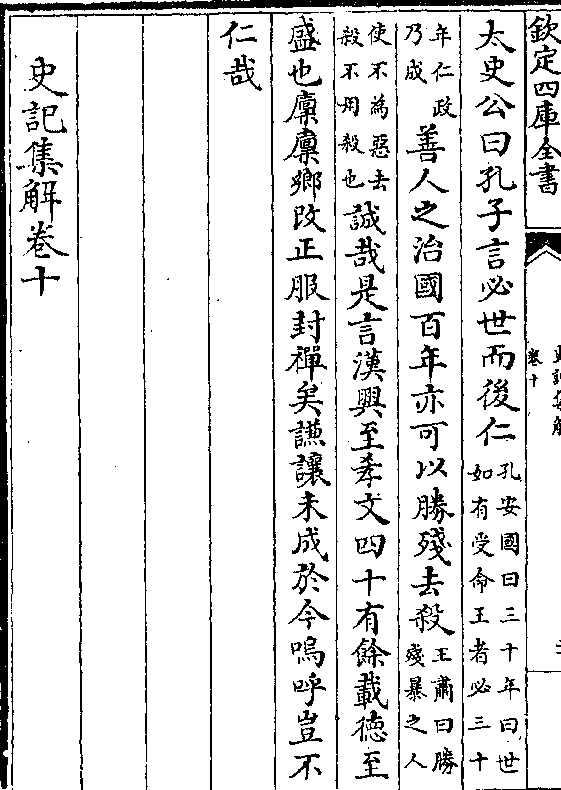 欽定四庫全書
卷十
太史公曰孔子言必世而後仁孔安國曰三十年曰世如有受命王者必三十
年仁政乃成善人之治國百年亦可以勝殘去殺王肅曰勝殘暴之人
使不為惡去殺不用殺也誠哉是言漢興至孝文四十有餘載德至
盛也廩廩鄉改正服封禪矣謙讓未成於今嗚呼豈不
仁哉
史記集解卷十